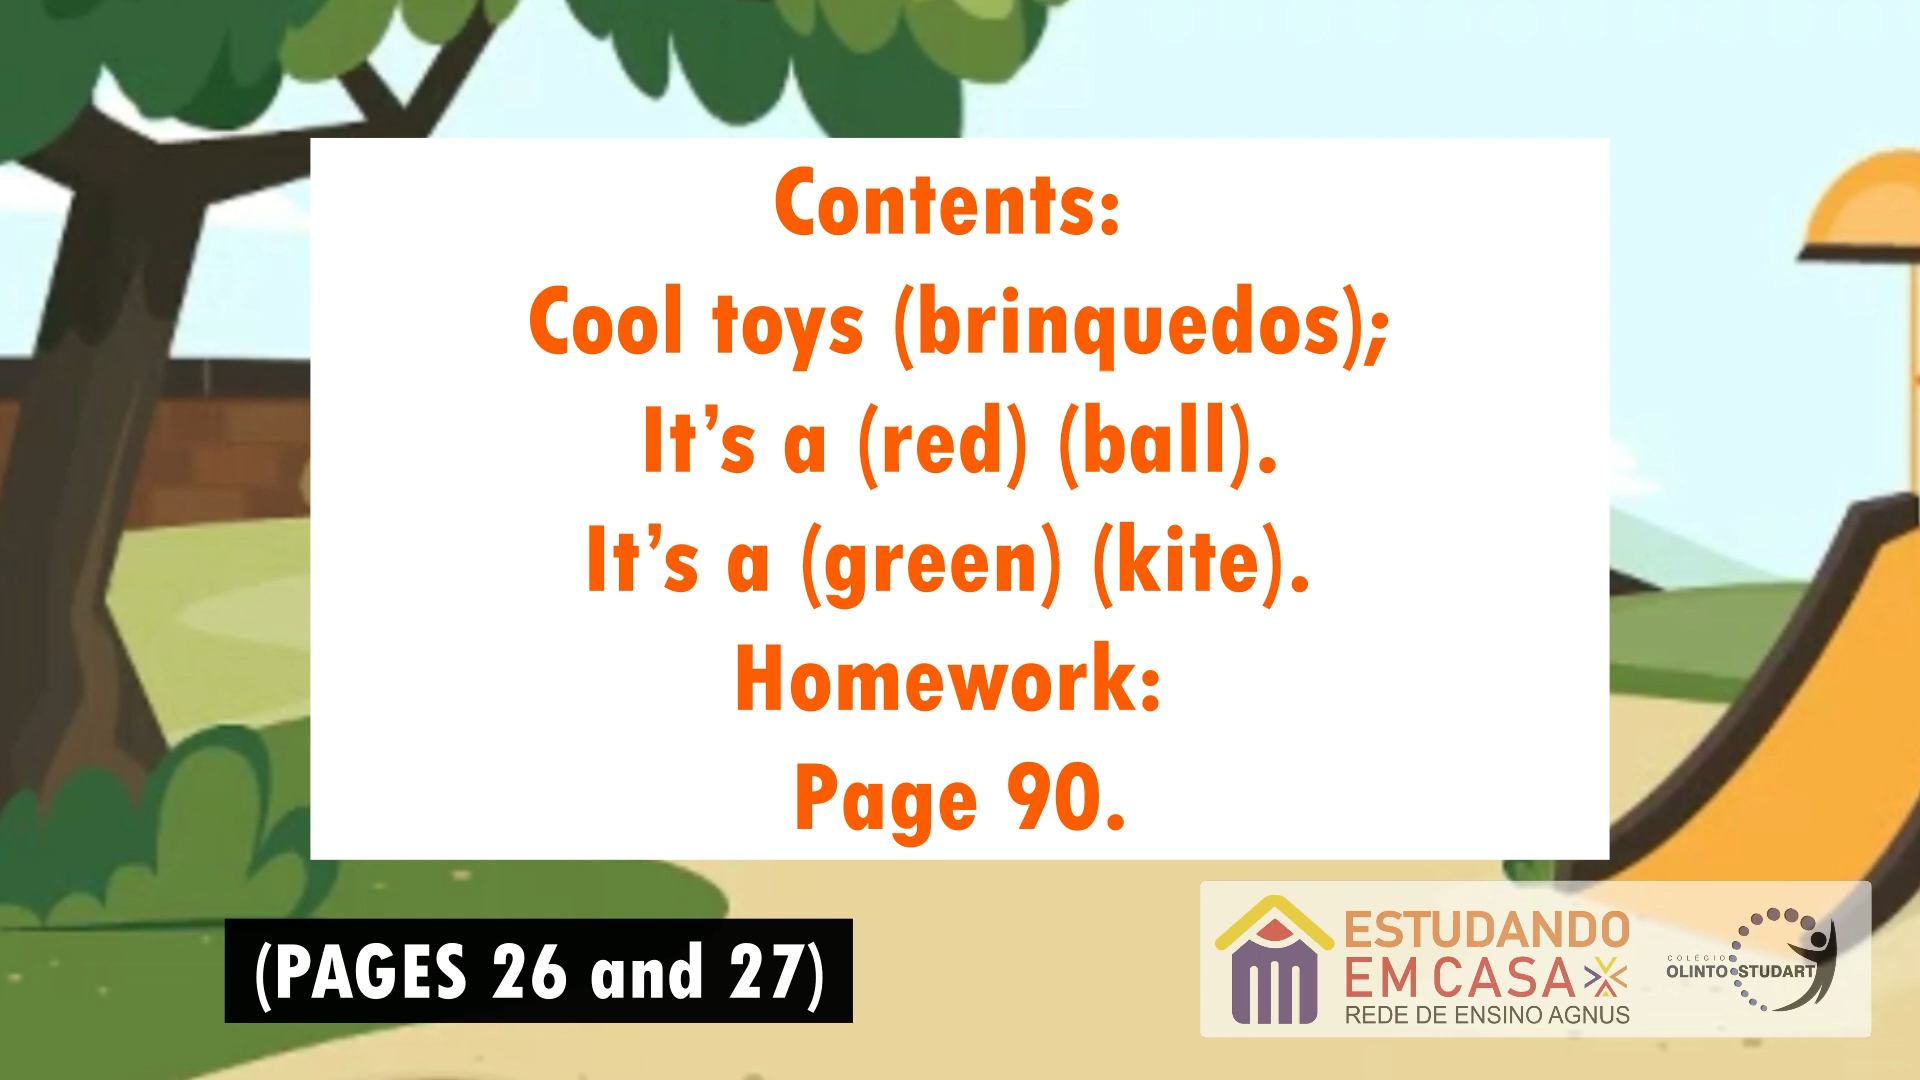 Contents:
Cool toys (brinquedos);
It’s a (red) (ball).
It’s a (green) (kite).
Homework:
Page 90.
(PAGES 26 and 27)
ESTUDANDO
EM CASA
REDE DE ENSINO AGNUS
COLÉGIO
OLINTO STUDART